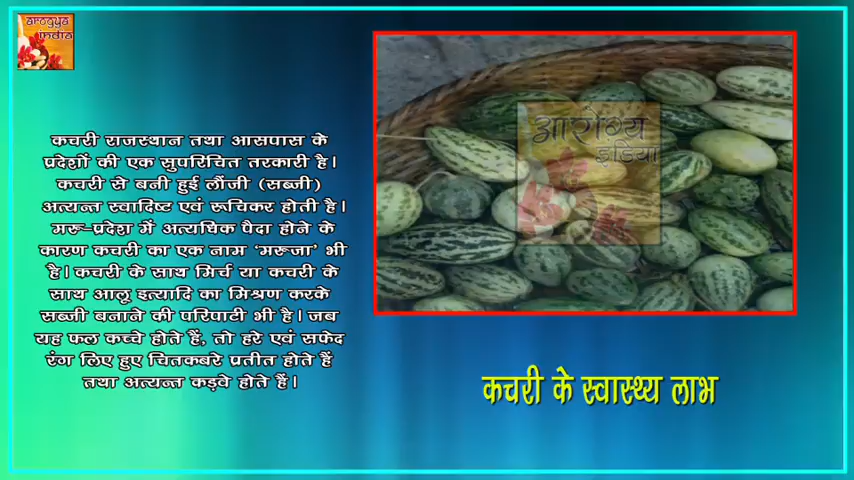 arogya
india
कचरी राजस्थान तथा आसपास के
प्रदेशों की एक सुपरिचित तरकारी है।
कचरी से बनी हुई लौंजी (सब्जी)
अत्यन्त स्वादिष्ट एवं रूचिकर होती है।
मरू-प्रदेश में अत्यधिक पैदा होने के
कारण कचरी का एक नाम ‘मरूजा’ भी
है। कचरी के साथ मिर्च या कचरी के
साथ आलू इत्यादि का मिश्रण करके
सब्जी बनाने की परिपाटी भी है। जब
यह फल कच्चे होते हैं, तो हरे एवं सफेद
रंग लिए हुए चितकबरे प्रतीत होते हैं
तथा अत्यन्त कड़वे होते हैं।
आरोग्य
इंडिया
कचरी के स्वास्थ्य लाभ